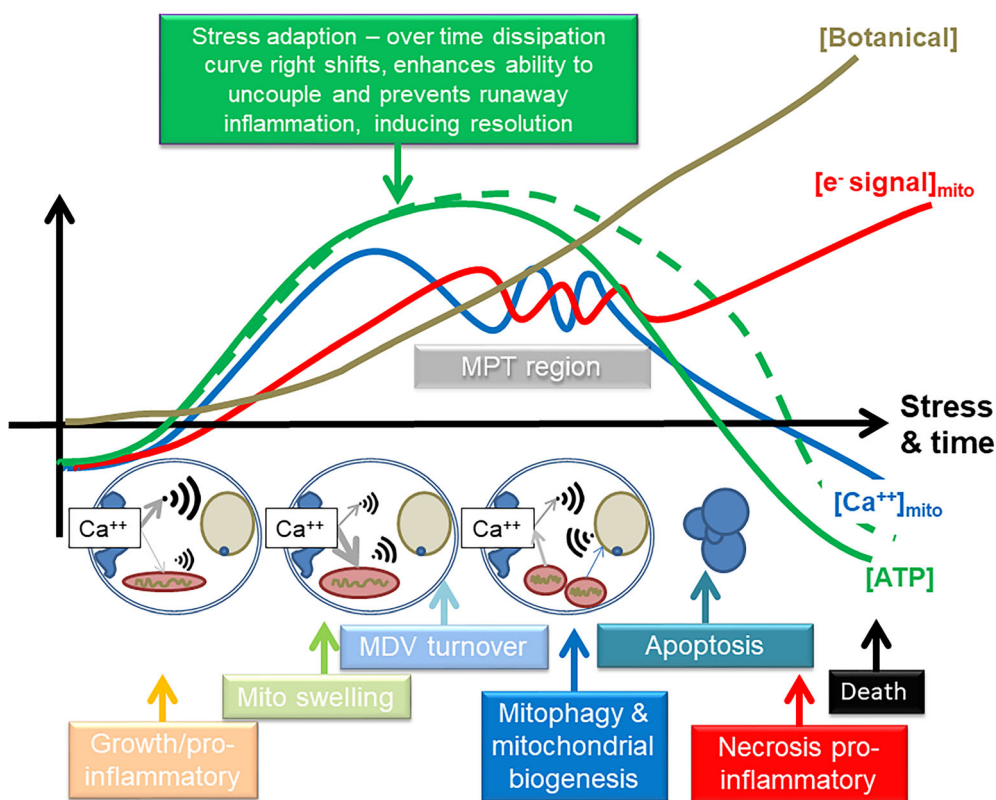 Stress adaption – over time dissipation
curve right shifts, enhances ability to
uncouple and prevents runaway
inflammation, inducing resolution
[Botanical]
[e- signal]mito
MPT region
Stress
& time
Ca++
Ca++
Ca++
[Ca++]mito
[ATP]
MDV turnover
Apoptosis
Mito swelling
Death
Growth/pro-
inflammatory
Mitophagy &
mitochondrial
biogenesis
Necrosis pro-
inflammatory